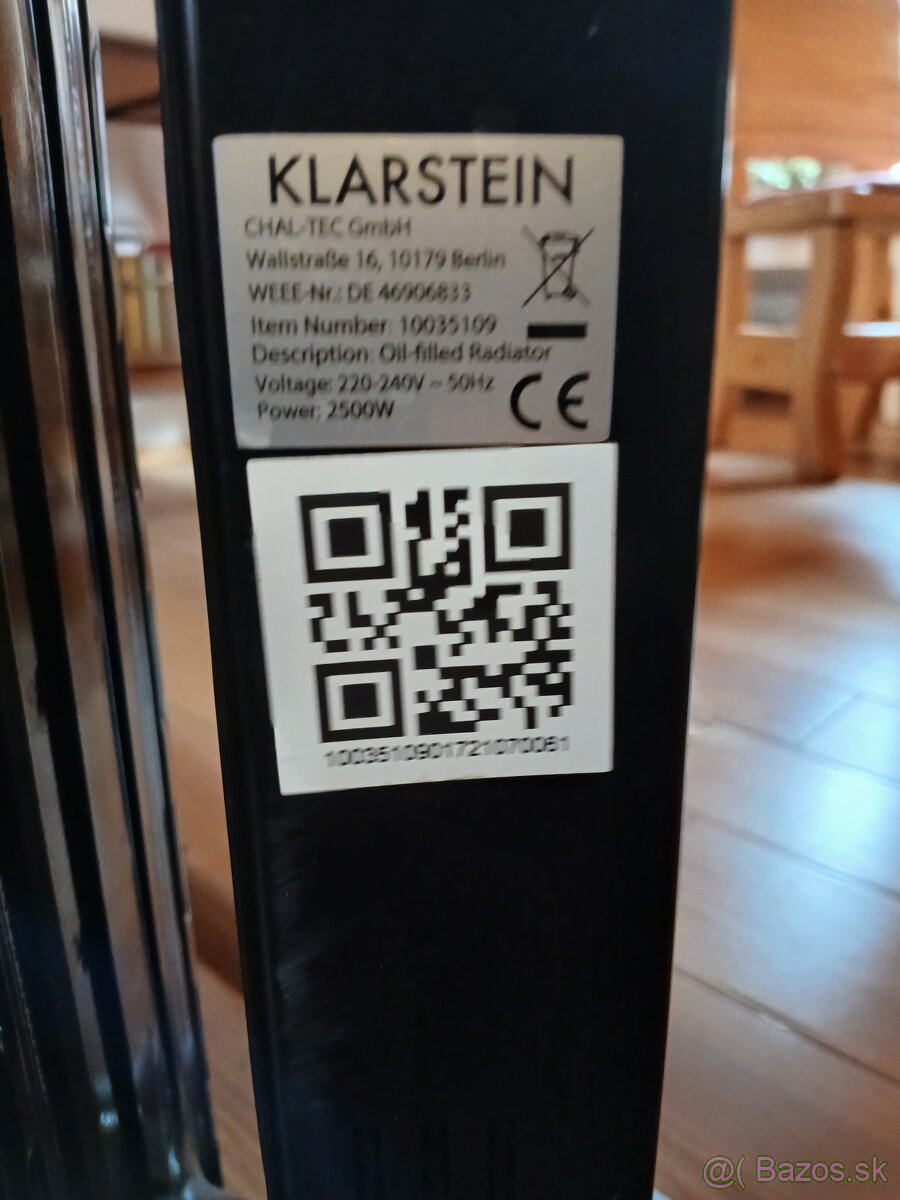 KLARSTEIN
CHAL-TEC GmbH
Wallstraße 16, 10179 Berlin
WEEE-Nr.: DE 46906833
Item Number: 10035109
Description: Oil-filled Radiator
Voltage: 220-240V ~ 50Hz
Power: 2500W
CE
1003510901721070061
@( Bazos.sk